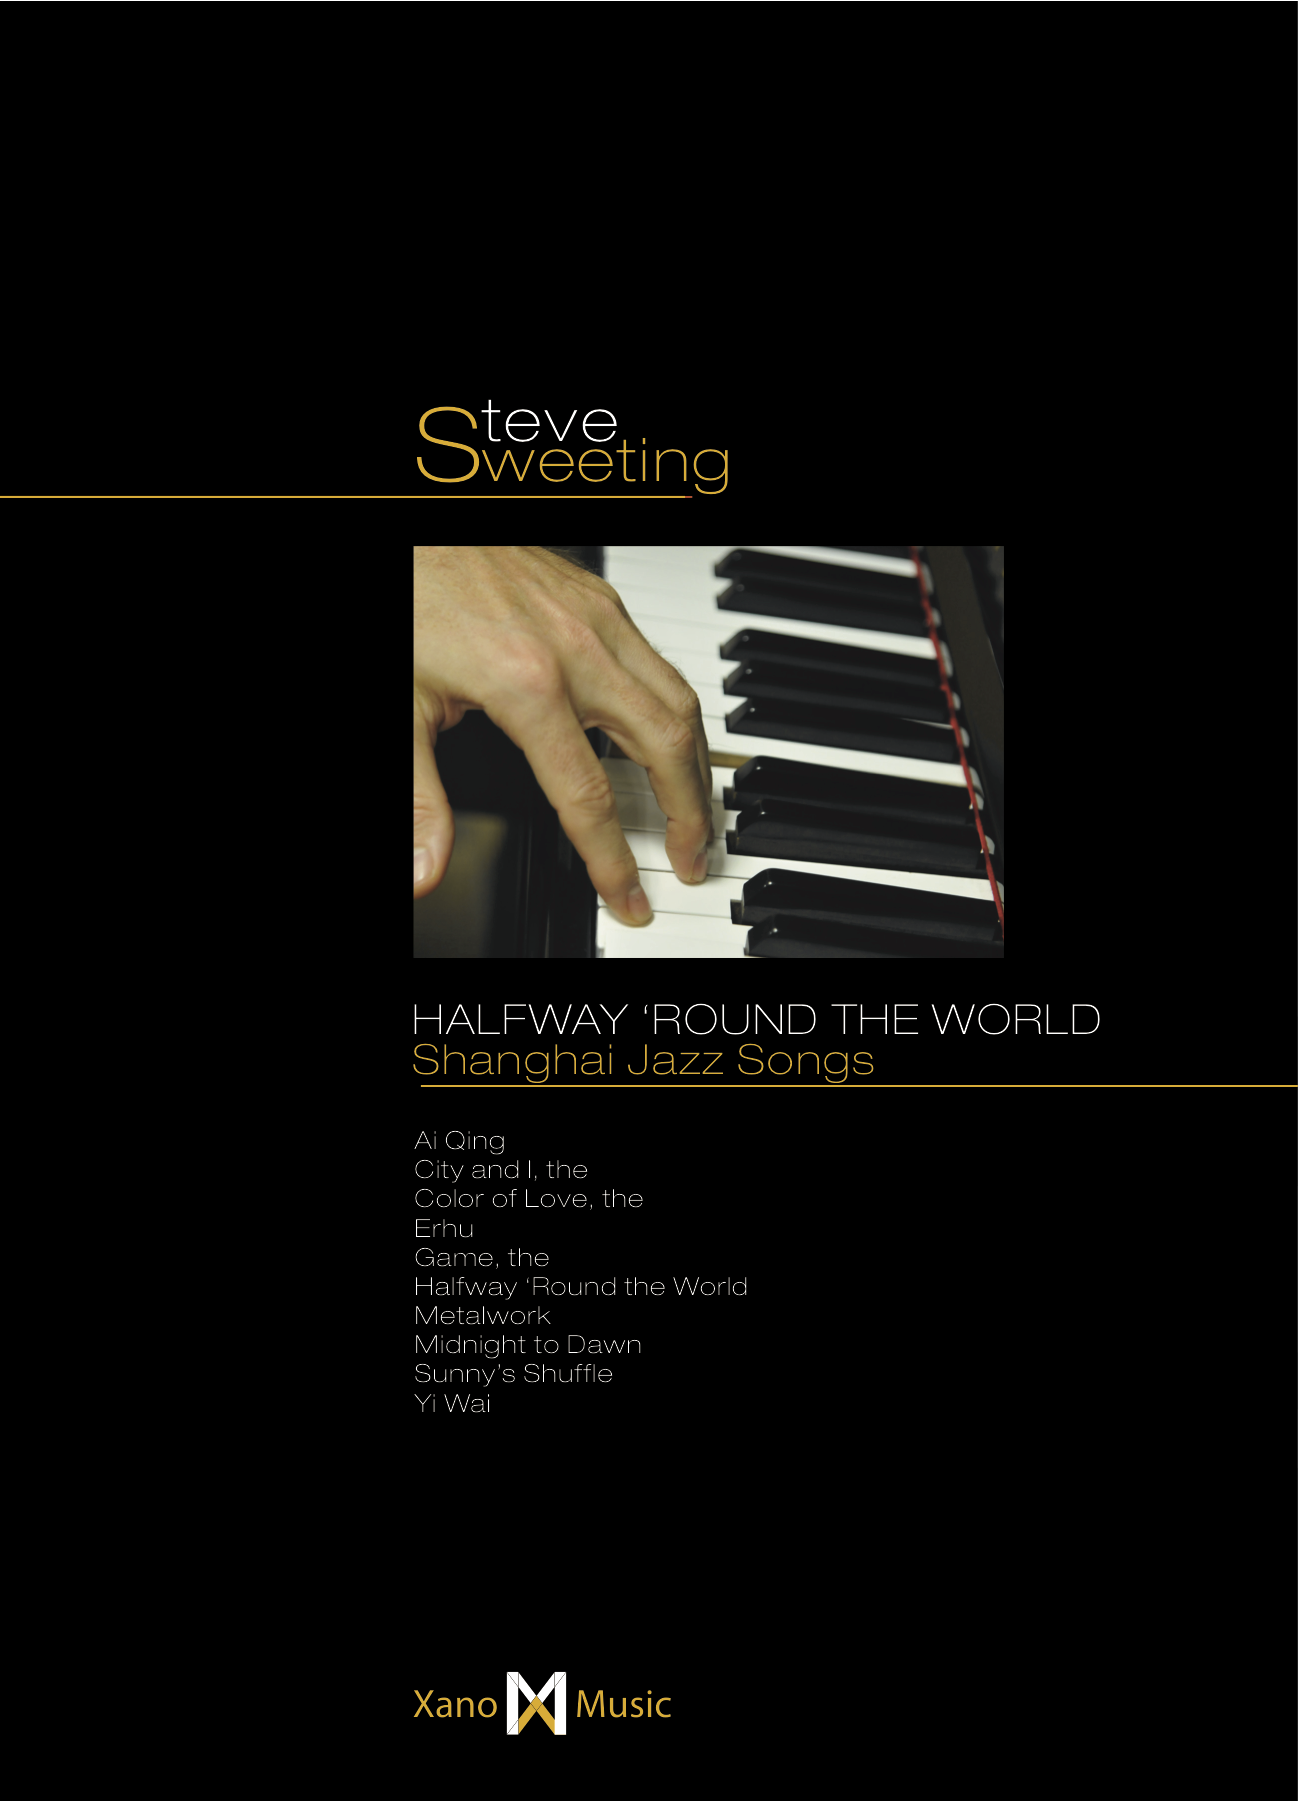 Steve
Sweeting
HALFWAY ‘ROUND THE WORLD
Shanghai Jazz Songs
Ai Qing
City and I, the
Color of Love, the
Erhu
Game, the
Halfway ‘Round the World
Metalwork
Midnight to Dawn
Sunny’s Shuffle
Yi Wai
Xano Music